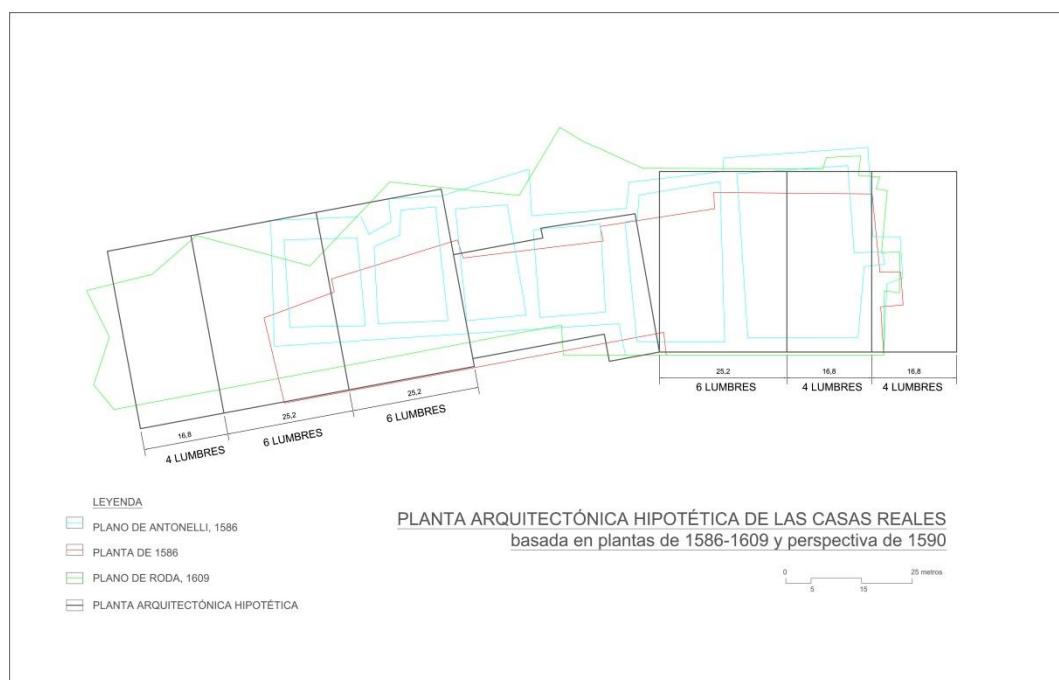 25,2
16,8
16,8
6 LUMBRES
4 LUMBRES
4 LUMBRES
25,2
6 LUMBRES
25,2
6 LUMBRES
16,8
4 LUMBRES
LEYENDA
PLANO DE ANTONELLI, 1586
PLANTA DE 1586
PLANO DE RODA, 1609
PLANTA ARQUITECTÓNICA HIPOTÉTICA
PLANTA ARQUITECTÓNICA HIPOTÉTICA DE LAS CASAS REALES
basada en plantas de 1586-1609 y perspectiva de 1590
0
25 metros
5
15